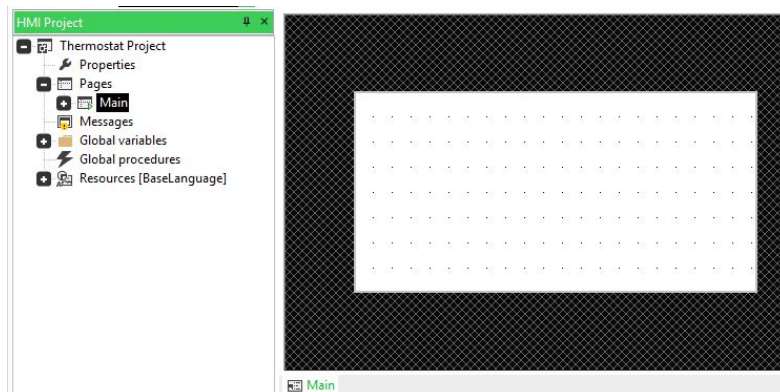 HMI Project
Thermostat Project
Properties
Pages
Main
Messages
Global variables
Global procedures
Resources [BaseLanguage]
Main